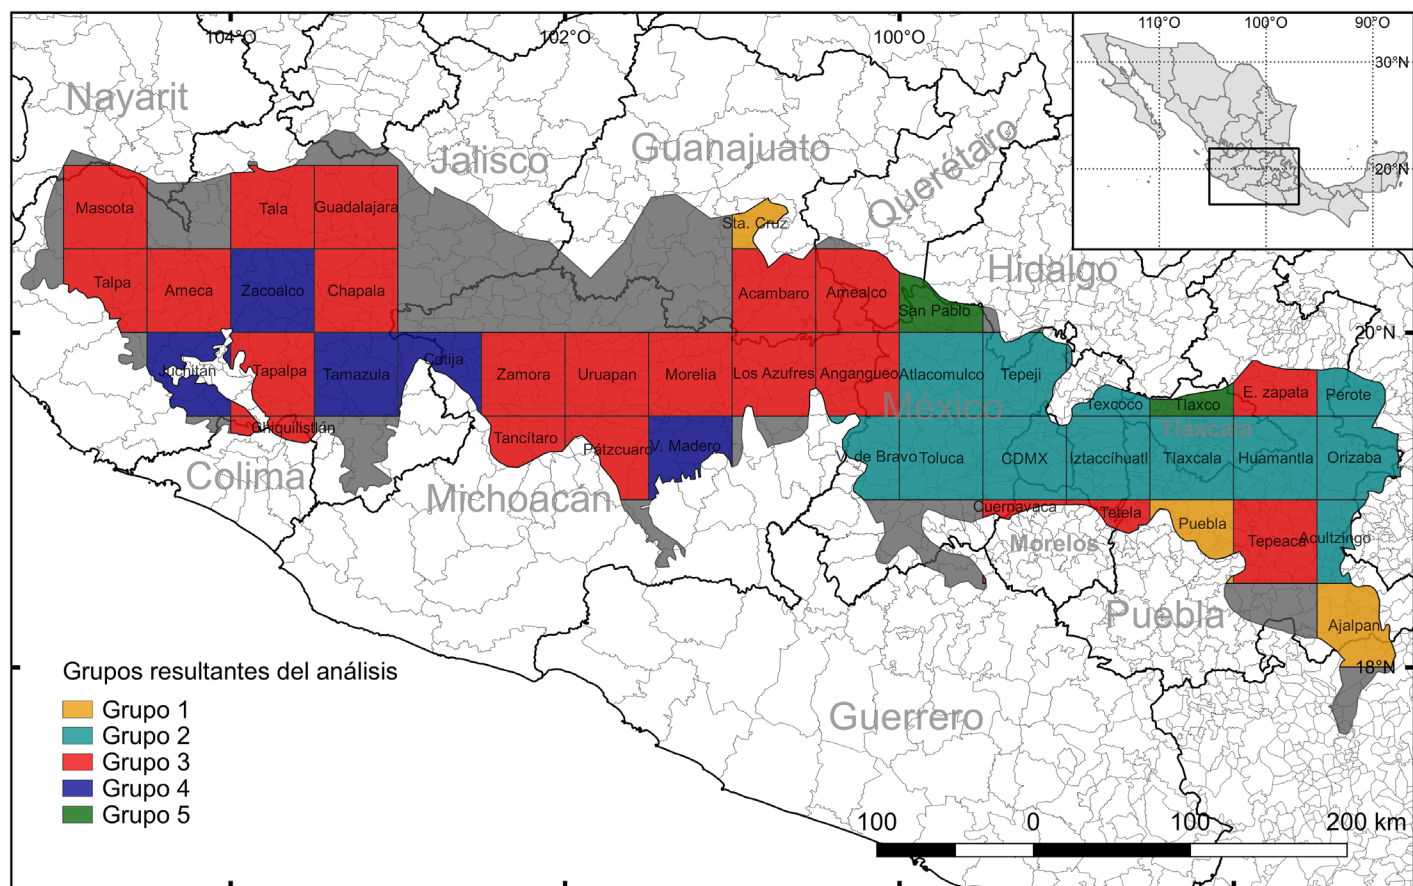 104°O
102°O
100°O
110°O
100°O
90°O
30°N
20°N
Nayarit
Jalisco
Guanajuato
Querétaro
Hidalgo
Mascota
Tala
Guadalajara
Sta. Cruz
Talpa
Ameca
Zacoalco
Chapala
Acambaro
Amealco
San Pablo
20°N
Juchitán
Tapalpa
Tamazula
Cotija
Zamora
Uruapan
Morelia
Los Azufres
Angangueo
Atlacomulco
Tepeji
México
Texcoco
Tlaxco
E. zapata
Perote
Tlaxcala
Chiquilistlán
Tancítaro
Pátzcuaro
V. Madero
V. de Bravo
Toluca
CDMX
Iztaccíhuatl
Tlaxcala
Huamantla
Orizaba
Colima
Michoacán
Cuernavaca
Tetela
Puebla
Tepeaca
Acultzingo
Morelos
Puebla
Ajalpan
18°N
Guerrero
Grupos resultantes del análisis
Grupo 1
Grupo 2
Grupo 3
Grupo 4
Grupo 5
100 0 100 200 km